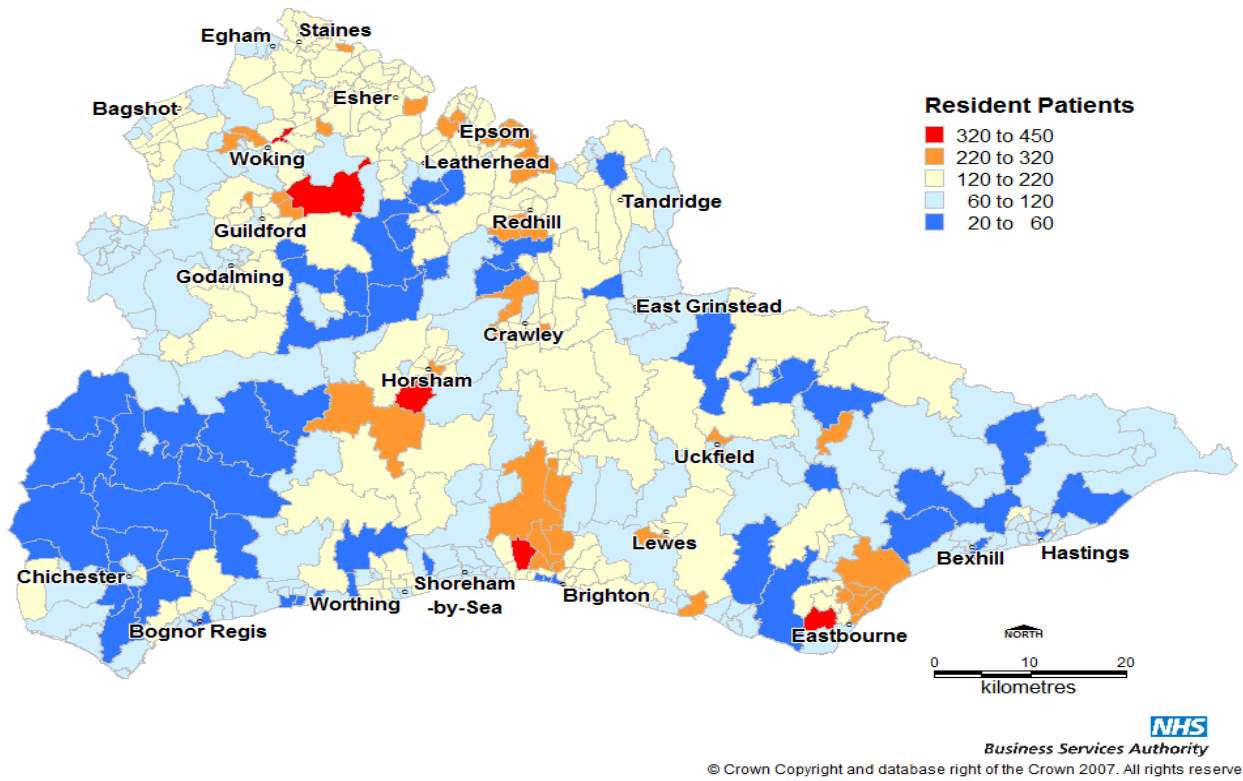 Staines
Egham
Esher
Bagshot
Epsom
Woking
Leatherhead
Tandridge
Redhill
Guildford
Godalming
East Grinstead
Crawley
Horsham
Uckfield
Lewes
Bexhill
Hastings
Chichester
Shoreham
-by-Sea
Worthing
Brighton
Bognor Regis
Eastbourne
Resident Patients
320 to 450
220 to 320
120 to 220
60 to 120
20 to 60
NORTH
0 10 20
kilometres
NHS
Business Services Authority
© Crown Copyright and database right of the Crown 2007. All rights reserve